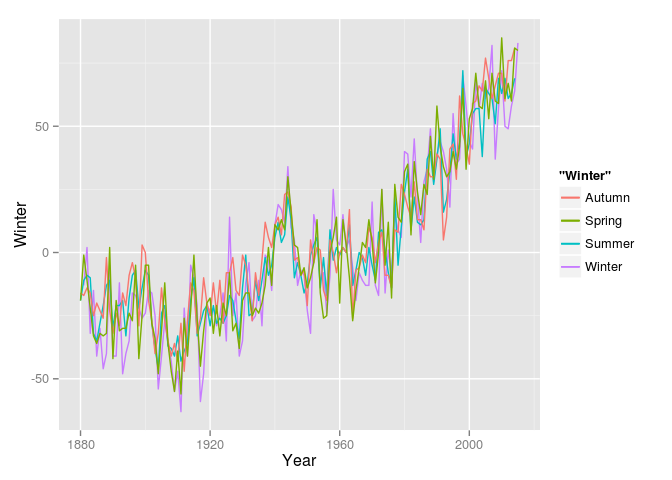 50
0
-50
Winter
1880
1920
1960
2000
Year
"Winter"
Autumn
Spring
Summer
Winter